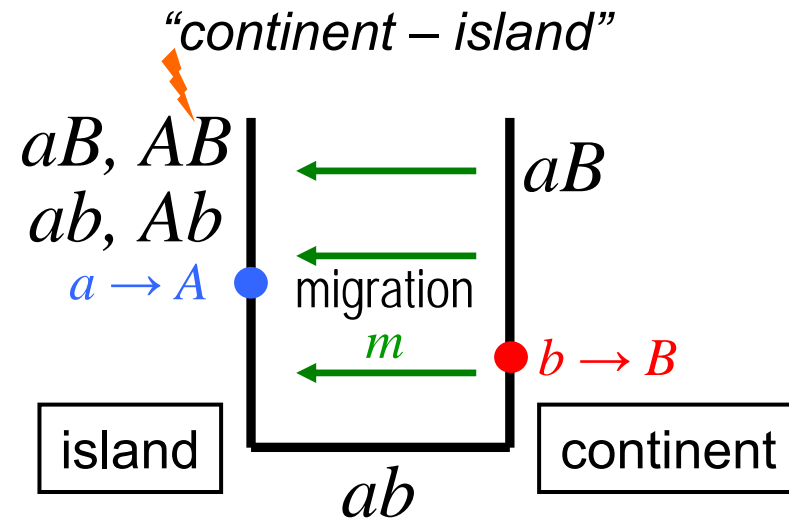 “continent – island”
aB, AB
ab, Ab
aB
a → A
migration
m
b → B
island
continent
ab